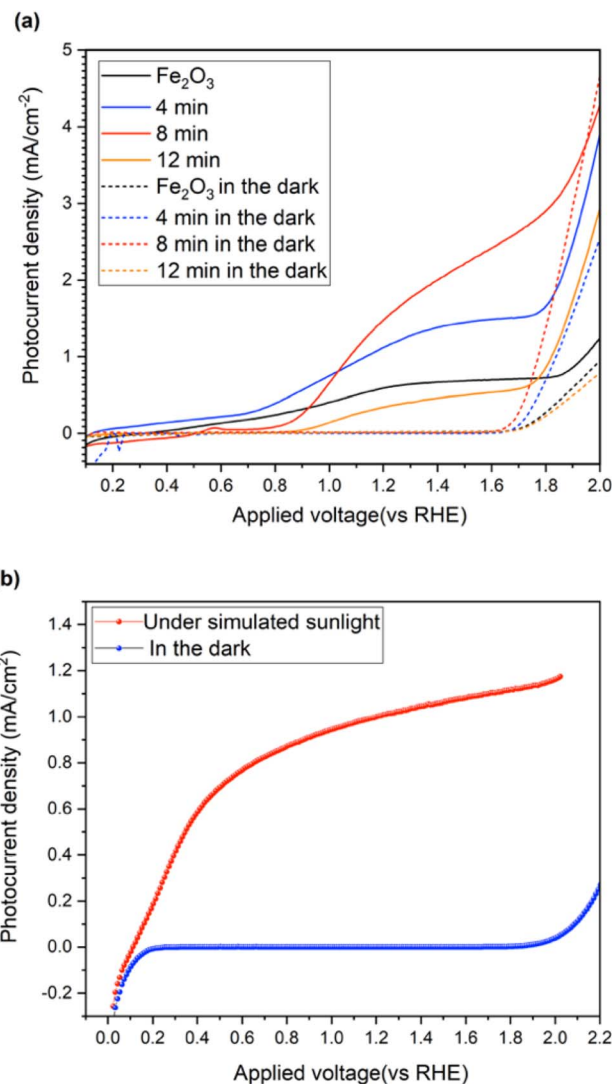 (a)
5
4
3
2
1
0
Photocurrent density (mA/cm⁻²)
Fe₂O₃
4 min
8 min
12 min
Fe₂O₃ in the dark
4 min in the dark
8 min in the dark
12 min in the dark
0.2 0.4 0.6 0.8 1.0 1.2 1.4 1.6 1.8 2.0
Applied voltage(vs RHE)
b)
1.4
1.2
1.0
0.8
0.6
0.4
0.2
0.0
-0.2
Photocurrent density (mA/cm²)
Under simulated sunlight
In the dark
0.0 0.2 0.4 0.6 0.8 1.0 1.2 1.4 1.6 1.8 2.0 2.2
Applied voltage(vs RHE)